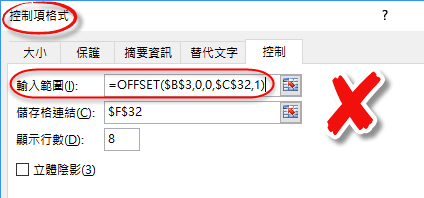 控制項格式
大小 保護 摘要資訊 替代文字 控制
輸入範圍(I): =OFFSET($B$3,0,0,$C$32,1)
儲存格連結(C): $F$32
顯示行數(D): 8
立體陰影(3)